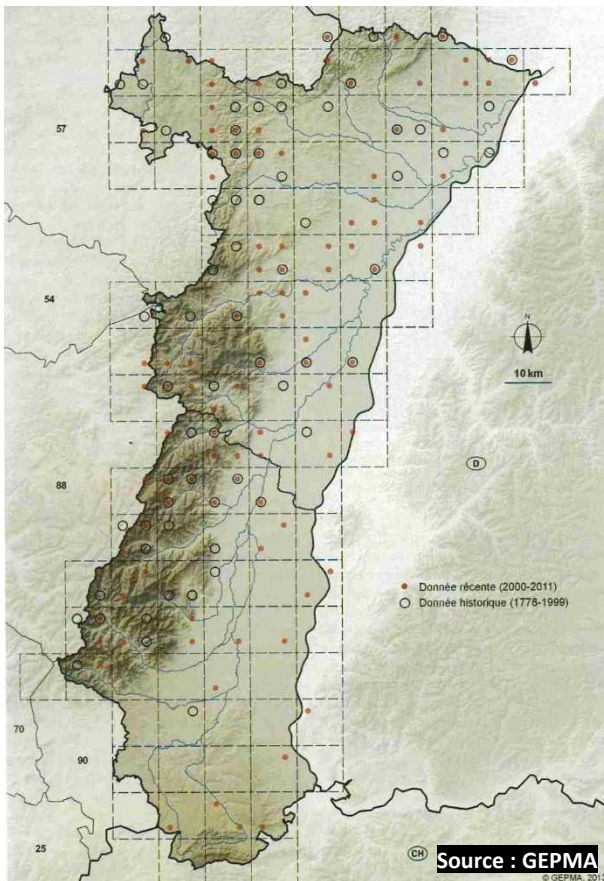 57
54
N
10 km
D
88
Donnée récente (2000-2011)
Donnée historique (1778-1999)
70
90
25
CH
Source : GEPMA
© GEPMA, 2013